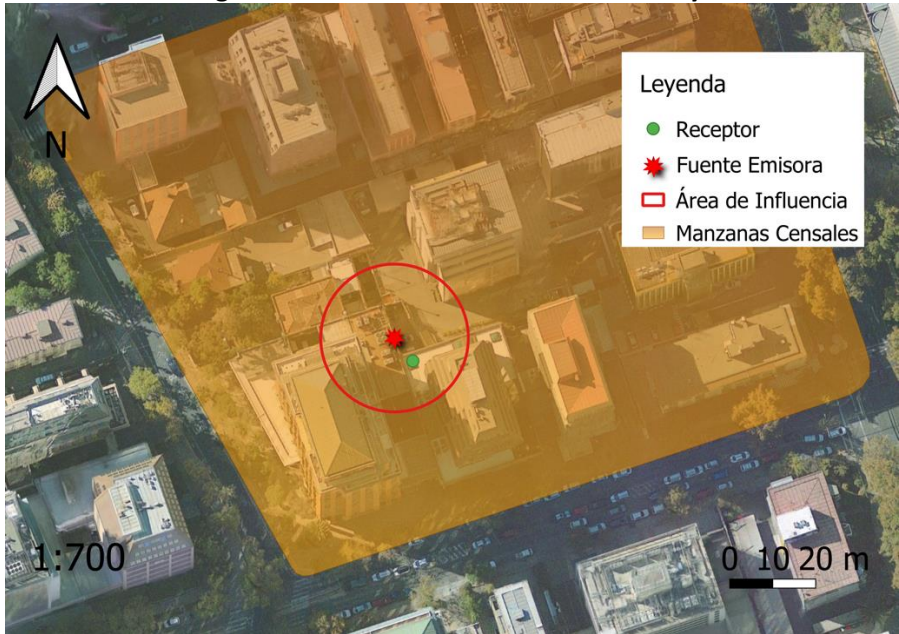 N
Leyenda
Receptor
Fuente Emisora
Área de Influencia
Manzanas Censales
1:700
0 10 20 m